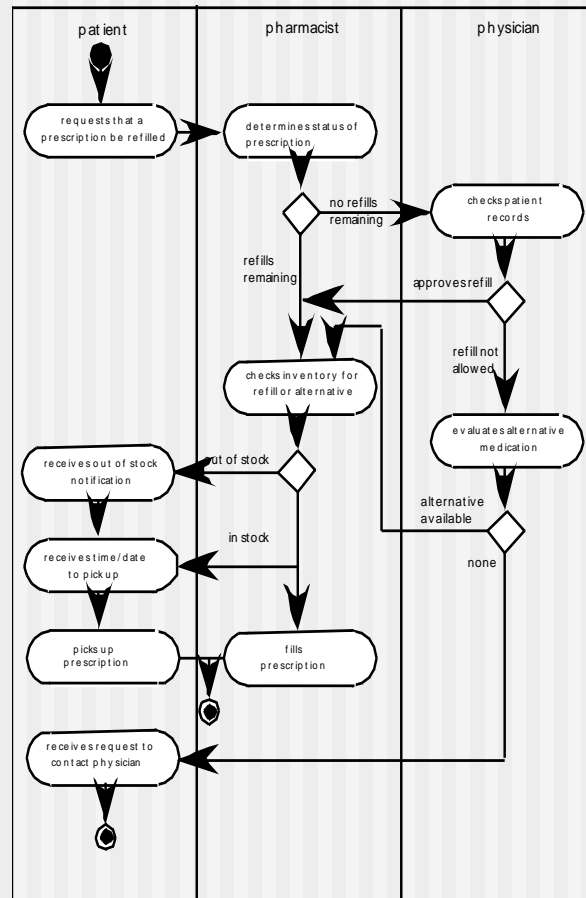 patient
pharmacist
physician
requests that a
prescription be refilled
determines status of
prescription
no refills
remaining
checks patient
records
refills
remaining
approves refill
refill not
allowed
checks inventory for
refill or alternative
evaluates alternative
medication
out of stock
receives out of stock
notification
alternative
available
in stock
none
receives time/date
to pick up
picks up
prescription
fills
prescription
receives request to
contact physician